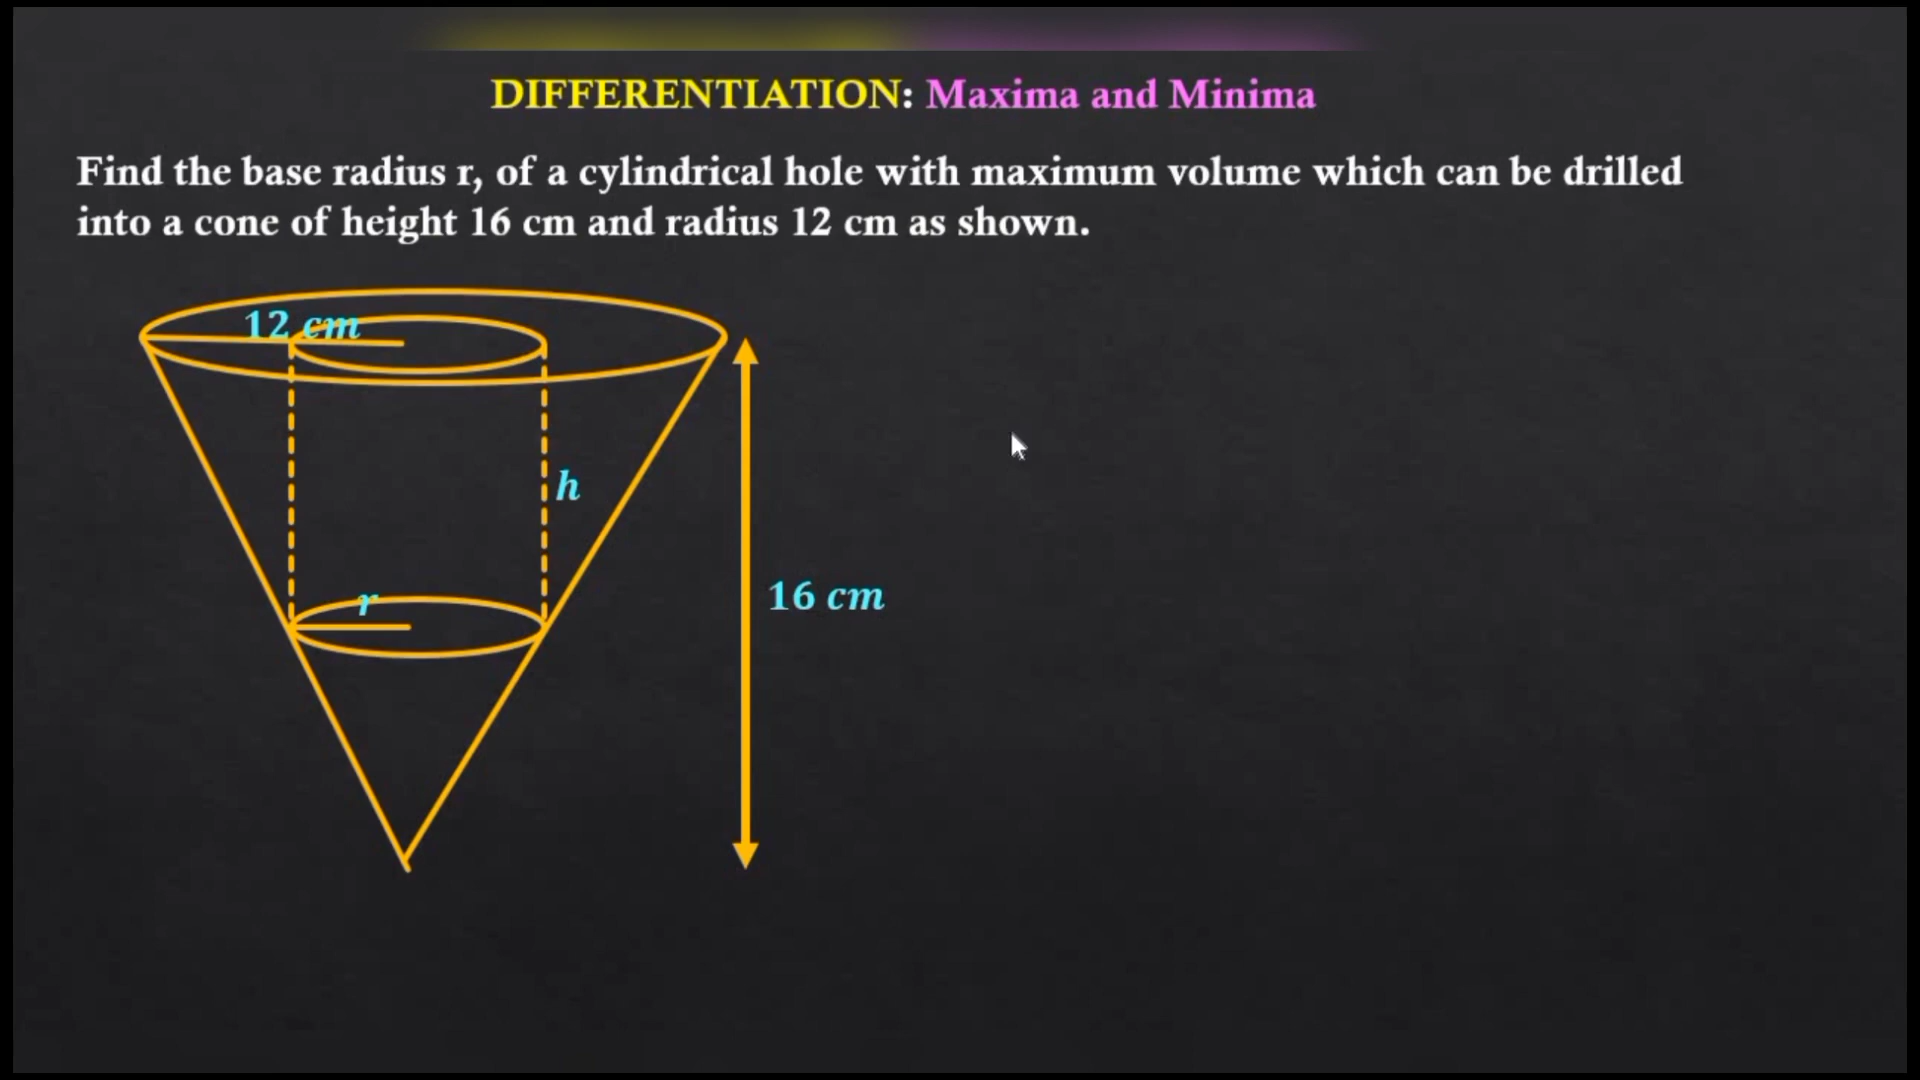 DIFFERENTIATION: Maxima and Minima
Find the base radius r, of a cylindrical hole with maximum volume which can be drilled
into a cone of height 16 cm and radius 12 cm as shown.
12 cm
h
16 cm
r